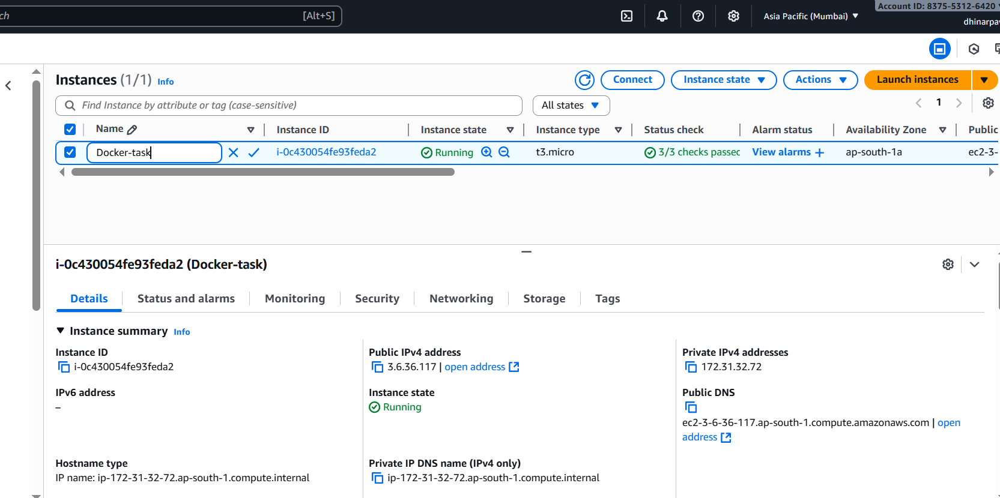 ch [Alt+S] Asia Pacific (Mumbai) Account ID: 8375-5312-6420
dhinarpav
Instances (1/1) Info Connect Instance state Actions Launch instances
Find Instance by attribute or tag (case-sensitive) All states 1
Name Instance ID Instance state Instance type Status check Alarm status Availability Zone Public
Docker-task i-0c430054fe93feda2 Running t3.micro 3/3 checks passec View alarms + ap-south-1a ec2-3-
i-0c430054fe93feda2 (Docker-task)
Details Status and alarms Monitoring Security Networking Storage Tags
Instance summary Info
Instance ID Public IPv4 address Private IPv4 addresses
i-0c430054fe93feda2 3.6.36.117 | open address 172.31.32.72
IPv6 address Instance state Public DNS
– Running
ec2-3-6-36-117.ap-south-1.compute.amazonaws.com | open
address
Hostname type Private IP DNS name (IPv4 only)
IP name: ip-172-31-32-72.ap-south-1.compute.internal ip-172-31-32-72.ap-south-1.compute.internal